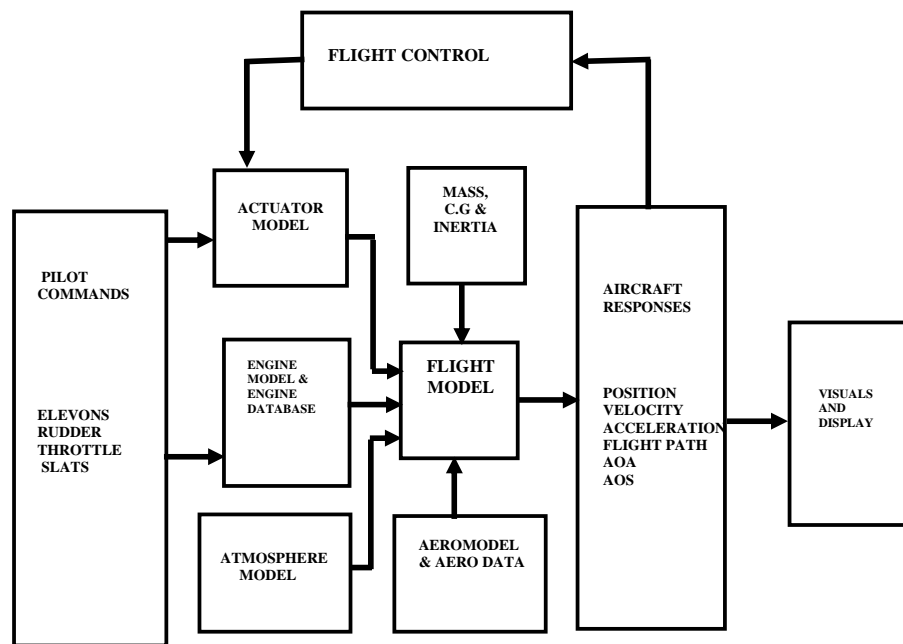 FLIGHT CONTROL
ACTUATOR
MODEL
MASS,
C.G &
INERTIA
PILOT
COMMANDS
ELEVONS
RUDDER
THROTTLE
SLATS
ENGINE
MODEL &
ENGINE
DATABASE
FLIGHT
MODEL
ATMOSPHERE
MODEL
AEROMODEL
& AERO DATA
AIRCRAFT
RESPONSES
POSITION
VELOCITY
ACCELERATION
FLIGHT PATH
AOA
AOS
VISUALS
AND
DISPLAY